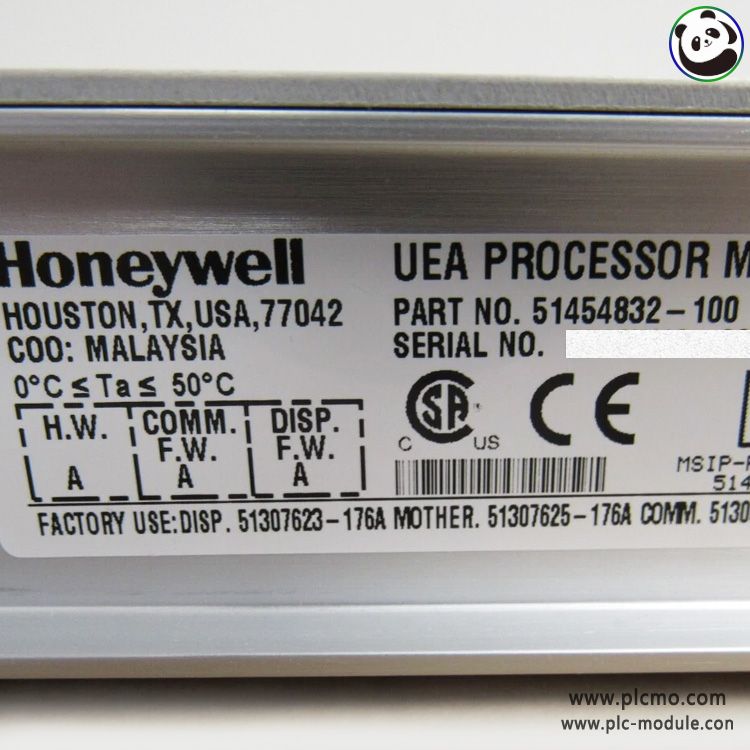 Honeywell
HOUSTON,TX,USA,77042
COO: MALAYSIA
0°C ≤ Ta ≤ 50°C
H.W. A
COMM. F.W. A
DISP. F.W. A
UEA PROCESSOR M
PART NO. 51454832-100
SERIAL NO.
CSA
C US
CE
MSIP-
514
FACTORY USE:DISP. 51307623-176A MOTHER. 51307625-176A COMM. 5130
www.plcmo.com
www.plc-module.com